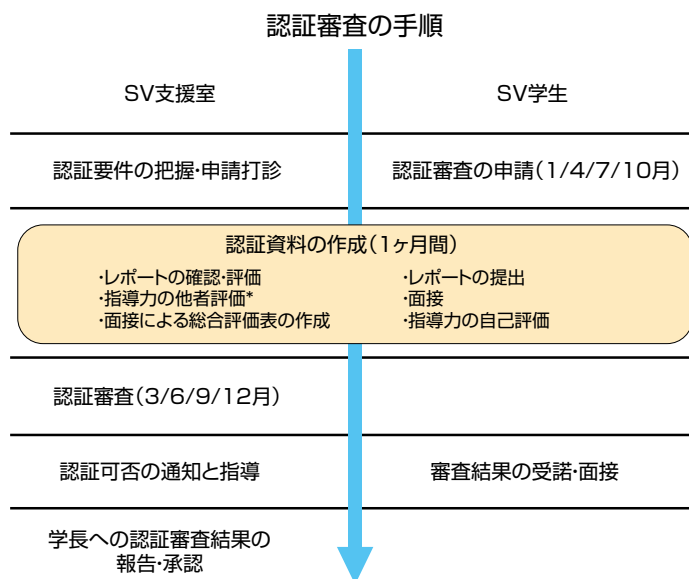 認証審査の手順
SV支援室
SV学生
認証要件の把握・申請打診
認証審査の申請(1/4/7/10月)
認証資料の作成(1ヶ月間)
・レポートの確認・評価
・指導力の他者評価*
・面接による総合評価表の作成
・レポートの提出
・面接
・指導力の自己評価
認証審査(3/6/9/12月)
認証可否の通知と指導
審査結果の受諾・面接
学長への認証審査結果の
報告・承認